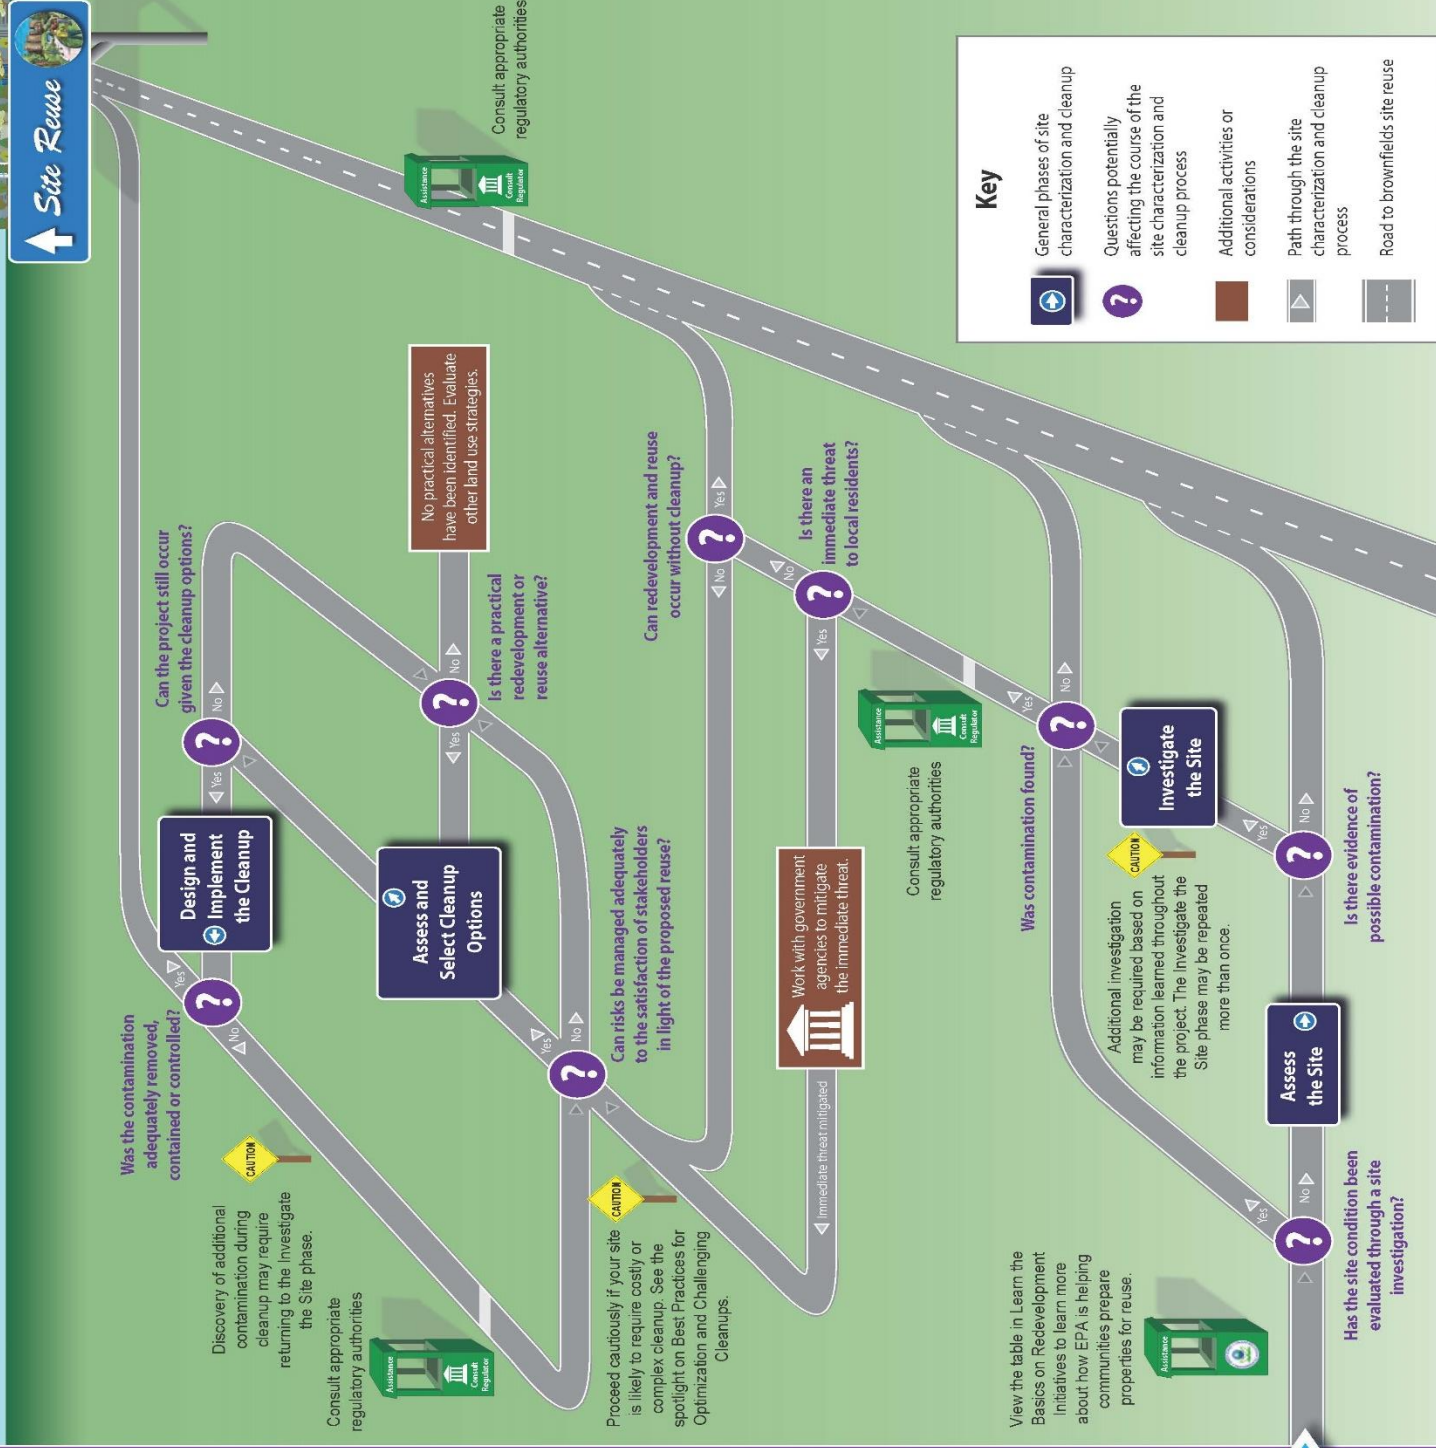 Site Reuse
Consult appropriate
regulatory authorities
Assistance
Consult
Regulator
Was the contamination
adequately removed,
contained or controlled?
Yes
No
Design and
Implement
the Cleanup
Can the project still occur
given the cleanup options?
Yes
No
CAUTION
Discovery of additional
contamination during
cleanup may require
returning to the Investigate
the Site phase.
Consult appropriate
regulatory authorities
Assistance
Consult
Regulator
Assess and
Select Cleanup
Options
Yes
No
Is there a practical
redevelopment or
reuse alternative?
No practical alternatives
have been identified. Evaluate
other land use strategies.
Yes
No
Can risks be managed adequately
to the satisfaction of stakeholders
in light of the proposed reuse?
CAUTION
Proceed cautiously if your site
is likely to require costly or
complex cleanup. See the
spotlight on Best Practices for
Optimization and Challenging
Cleanups.
Can redevelopment and reuse
occur without cleanup?
No
Yes
Is there an
immediate threat
to local residents?
No
Yes
Work with government
agencies to mitigate
the immediate threat.
Immediate threat mitigated
Assistance
Consult
Regulator
Consult appropriate
regulatory authorities
Was contamination found?
Yes
No
Investigate
the Site
CAUTION
Additional investigation
may be required based on
information learned throughout
the project. The Investigate the
Site phase may be repeated
more than once.
Yes
No
Is there evidence of
possible contamination?
Assess
the Site
Yes
No
Has the site condition been
evaluated through a site
investigation?
View the table in Learn the
Basics on Redevelopment
Initiatives to learn more
about how EPA is helping
communities prepare
properties for reuse.
Assistance
Key
General phases of site
characterization and cleanup
Questions potentially
affecting the course of the
site characterization and
cleanup process
Additional activities or
considerations
Path through the site
characterization and cleanup
process
Road to brownfields site reuse